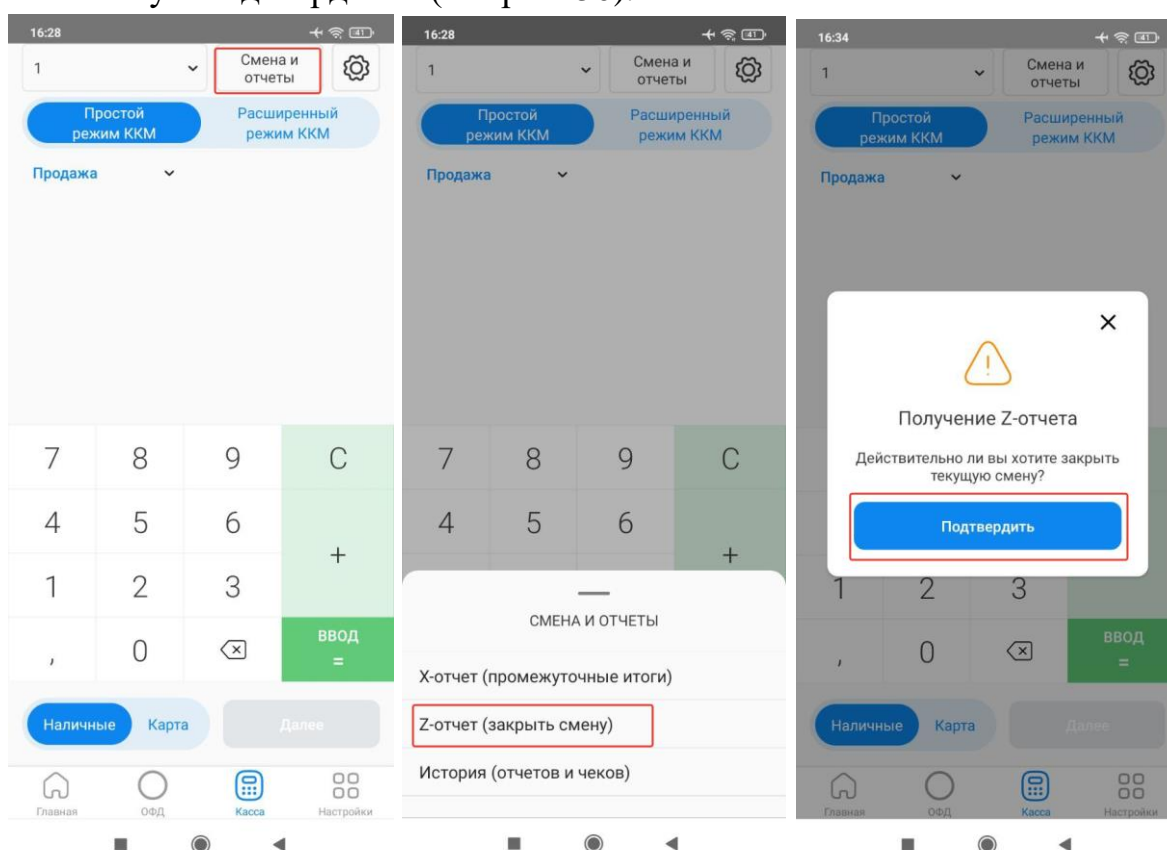 16:28
41
1
Смена и
отчеты
Простой
режим ККМ
Расширенный
режим ККМ
Продажа
7 8 9 C
4 5 6
+
1 2 3
, 0
ВВОД
=
Наличные
Карта
Далее
Главная
ОФД
Касса
Настройки
16:28
41
1
Смена и
отчеты
Простой
режим ККМ
Расширенный
режим ККМ
Продажа
7 8 9 C
4 5 6
+
СМЕНА И ОТЧЕТЫ
X-отчет (промежуточные итоги)
Z-отчет (закрыть смену)
История (отчетов и чеков)
16:34
41
1
Смена и
отчеты
Простой
режим ККМ
Расширенный
режим ККМ
Продажа
Получение Z-отчета
Действительно ли вы хотите закрыть
текущую смену?
Подтвердить
1 2 3
, 0
ВВОД
=
Наличные
Карта
Далее
Главная
ОФД
Касса
Настройки